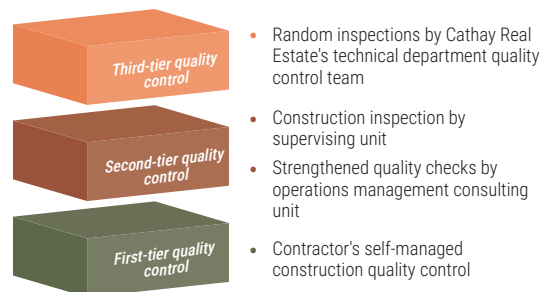 Third-tier quality
control
• Random inspections by Cathay Real
Estate's technical department quality
control team
Second-tier quality
control
• Construction inspection by
supervising unit
• Strengthened quality checks by
operations management consulting
unit
First-tier quality
control
• Contractor's self-managed
construction quality control